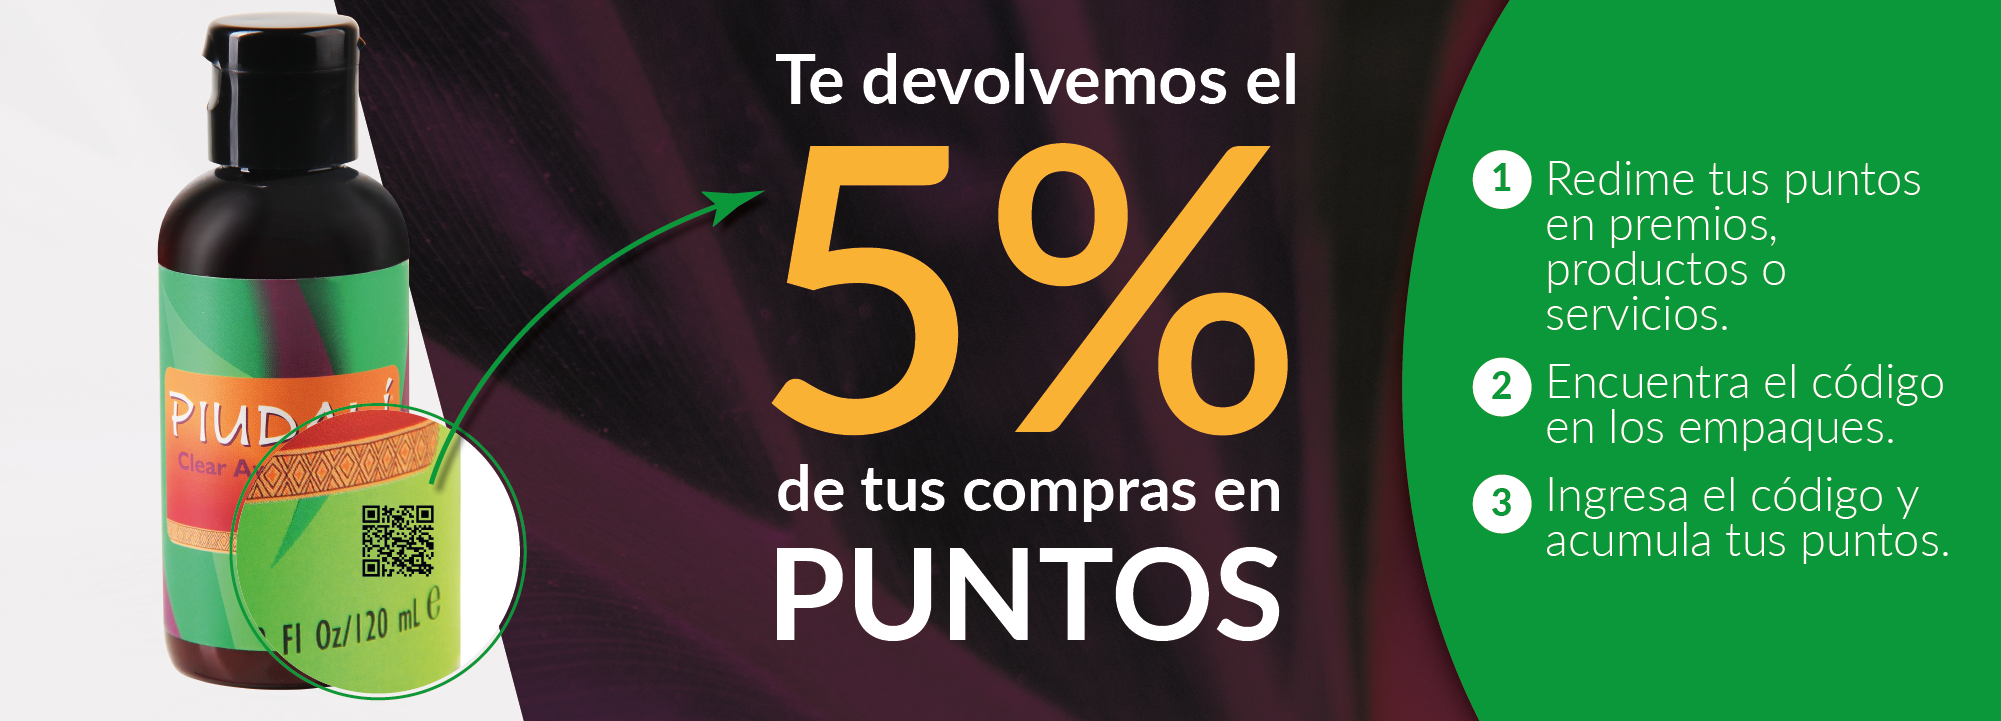 PIUDALÍ
Clear
Fl Oz/120 mL e
Te devolvemos el
5%
de tus compras en
PUNTOS
1 Redime tus puntos
en premios,
productos o
servicios.
2 Encuentra el código
en los empaques.
3 Ingresa el código y
acumula tus puntos.